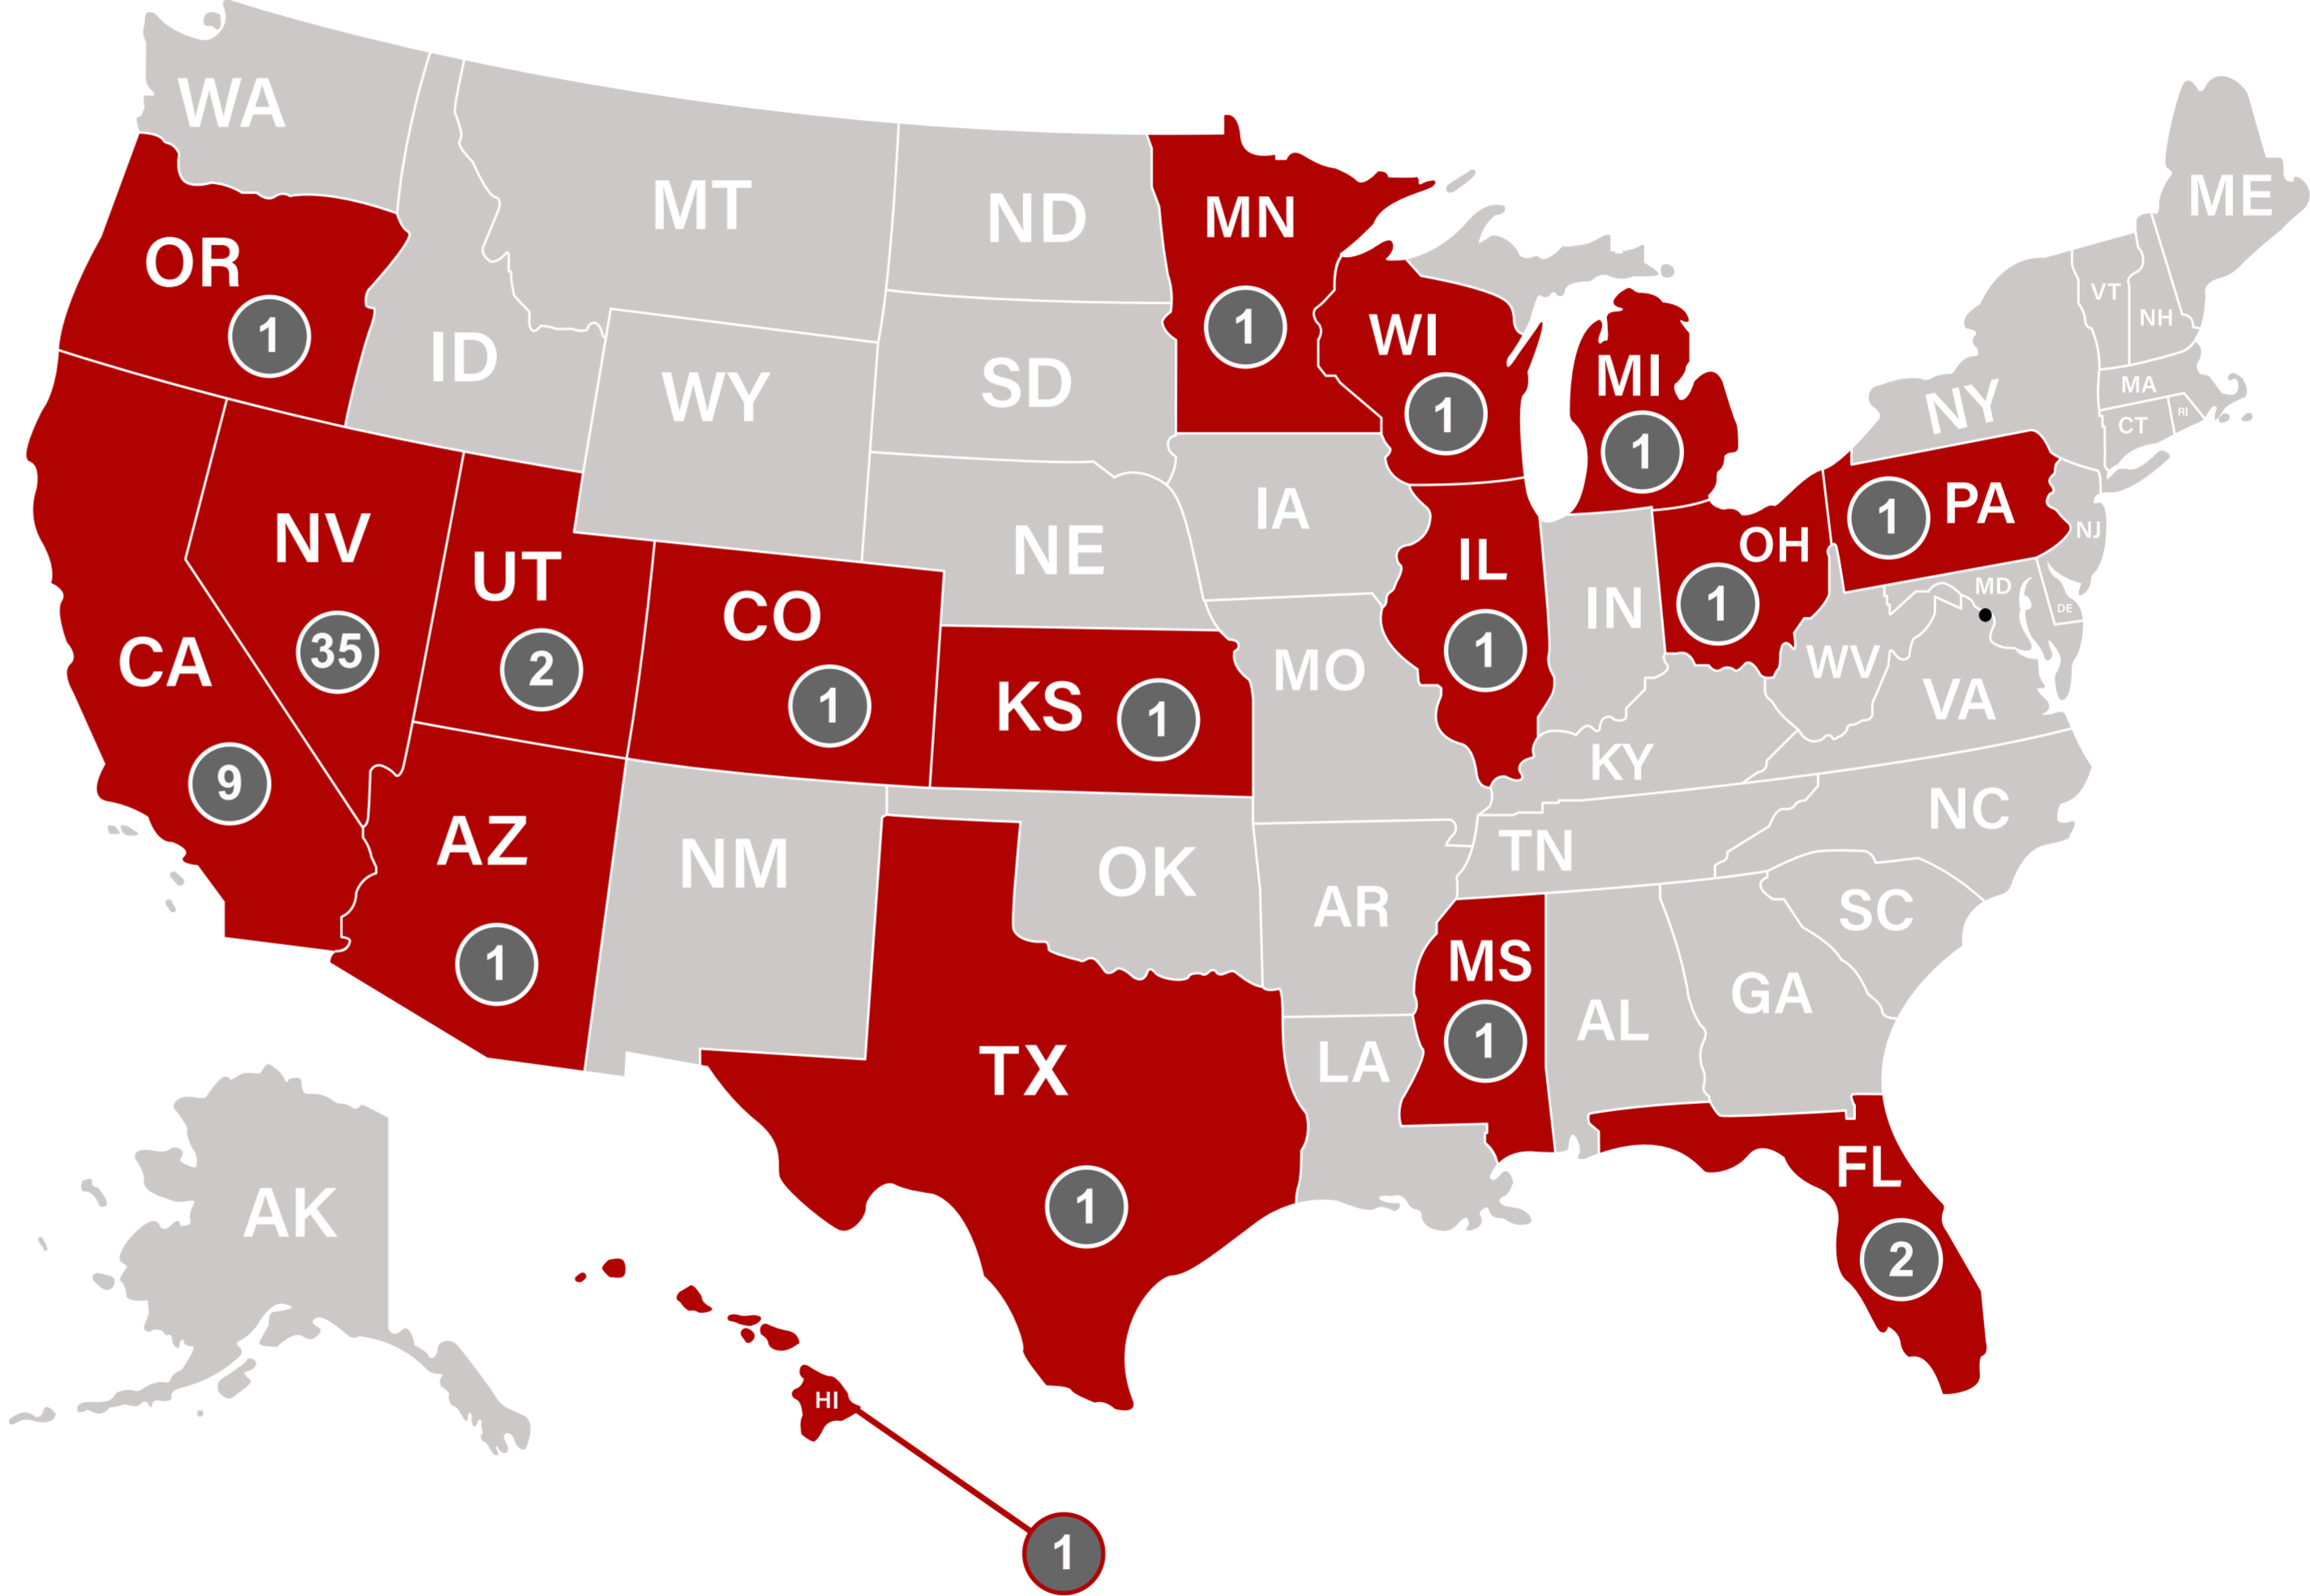 WA
MT
ND
MN
1
OR
1
ID
WY
SD
WI
1
MI
1
ME
VT
NH
NY
MA
CT
RI
NV
35
UT
2
CO
1
NE
IA
IL
1
IN
OH
1
1
PA
NJ
MD
DE
CA
9
KS
1
MO
WV
VA
KY
AZ
1
NM
OK
AR
TN
NC
SC
MS
1
AL
GA
TX
1
LA
FL
2
AK
HI
1